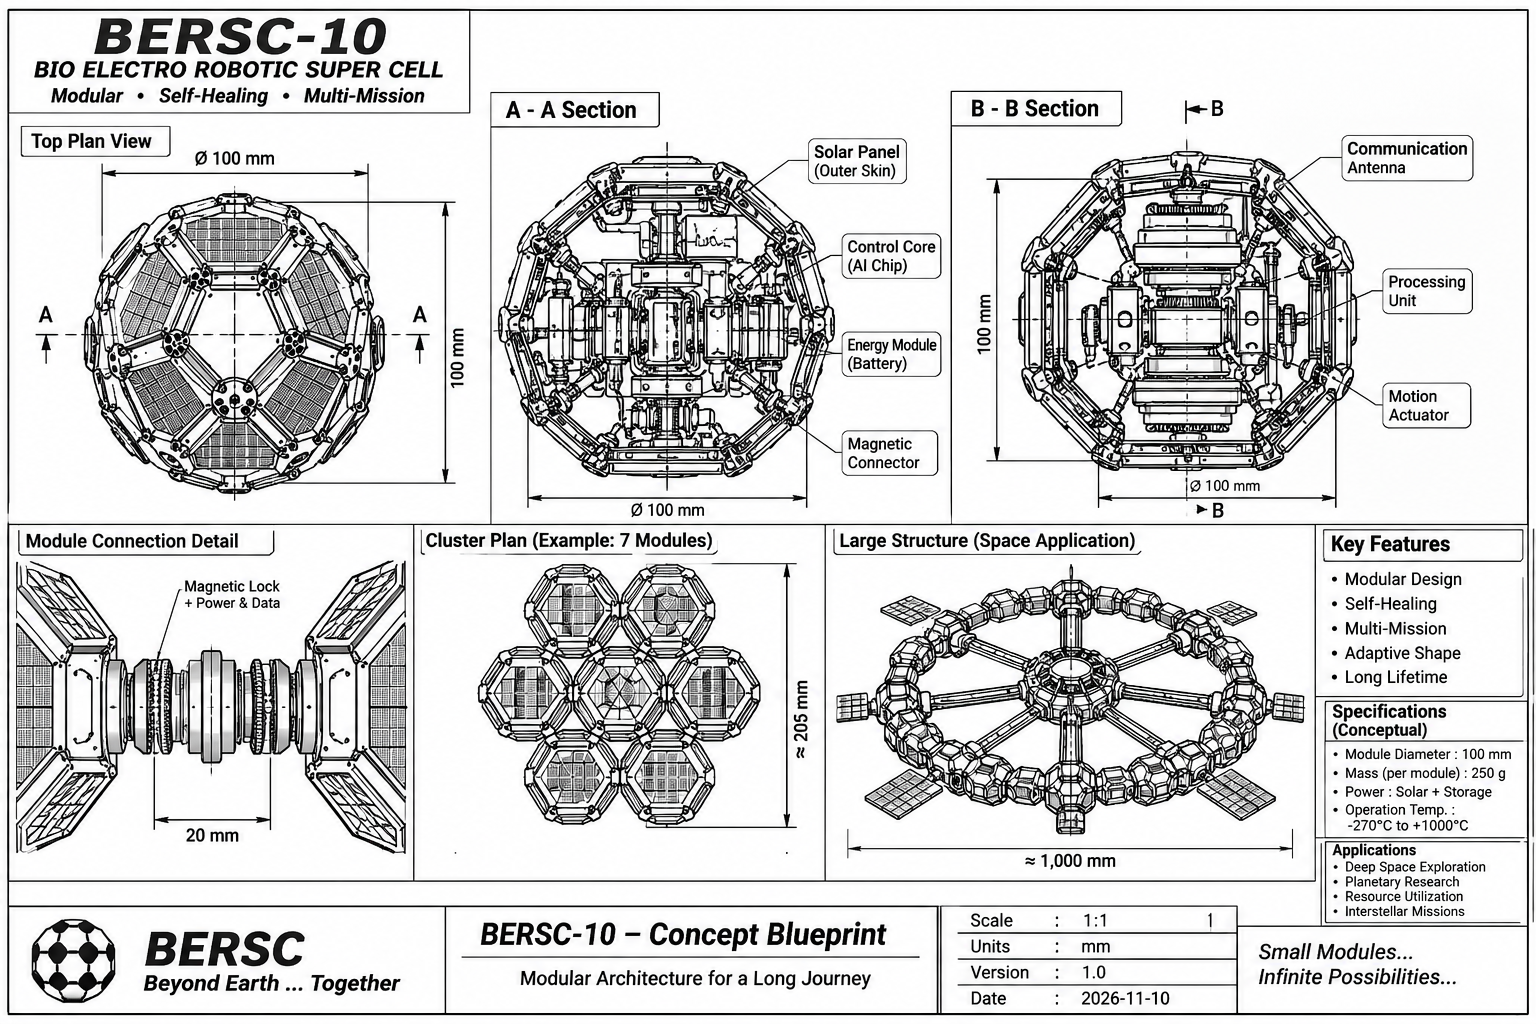 BERSC-10
BIO ELECTRO ROBOTIC SUPER CELL
Modular • Self-Healing • Multi-Mission
Top Plan View
Ø 100 mm
A
A
100 mm
A - A Section
Solar Panel
(Outer Skin)
Control Core
(AI Chip)
Energy Module
(Battery)
Magnetic
Connector
Ø 100 mm
B - B Section
B
Communication
Antenna
Processing
Unit
Motion
Actuator
100 mm
Ø 100 mm
B
Module Connection Detail
Magnetic Lock
+ Power & Data
20 mm
Cluster Plan (Example: 7 Modules)
≈ 205 mm
Large Structure (Space Application)
≈ 1,000 mm
Key Features
• Modular Design
• Self-Healing
• Multi-Mission
• Adaptive Shape
• Long Lifetime
Specifications
(Conceptual)
• Module Diameter : 100 mm
• Mass (per module) : 250 g
• Power : Solar + Storage
• Operation Temp. :
-270°C to +1000°C
Applications
• Deep Space Exploration
• Planetary Research
• Resource Utilization
• Interstellar Missions
BERSC
Beyond Earth ... Together
BERSC-10 – Concept Blueprint
Modular Architecture for a Long Journey
Scale : 1:1 1
Units : mm
Version : 1.0
Date : 2026-11-10
Small Modules...
Infinite Possibilities...